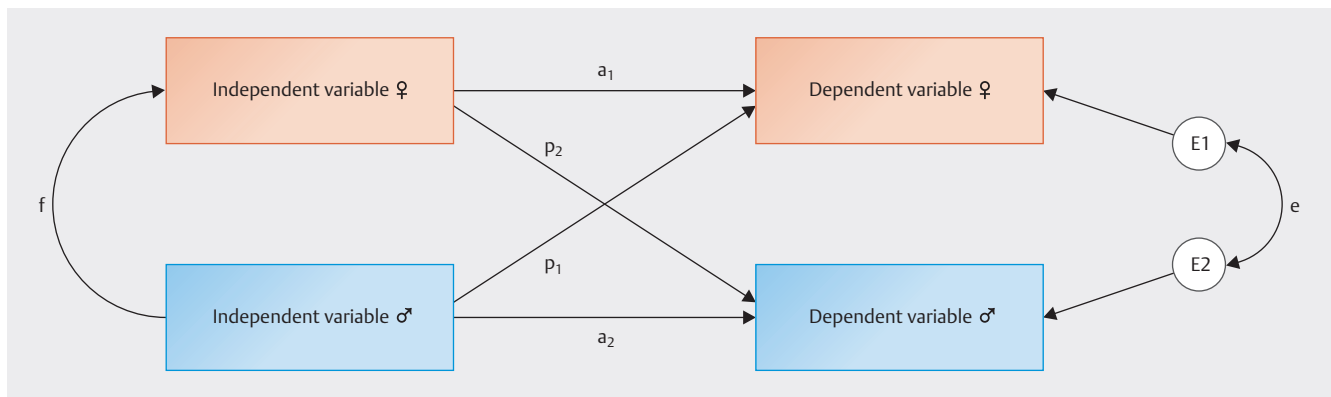 Independent variable ♀
a₁
Dependent variable ♀
p₂
E1
f
e
p₁
E2
Independent variable ♂
a₂
Dependent variable ♂